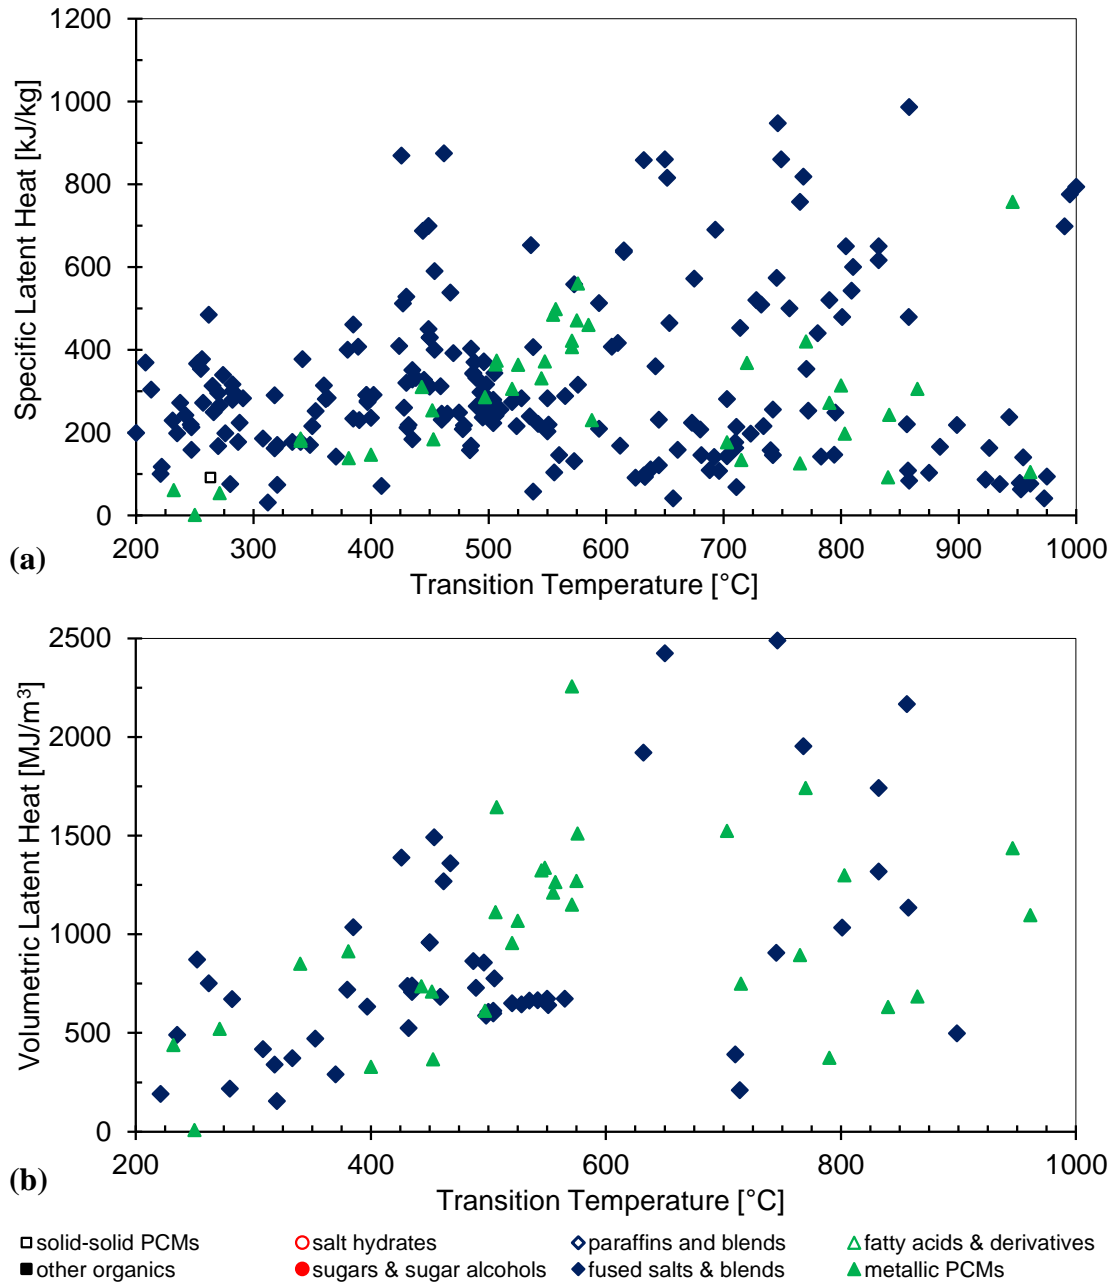 1200
1000
800
600
400
200
0
Specific Latent Heat [kJ/kg]
200 300 400 500 600 700 800 900 1000
(a)
Transition Temperature [°C]
2500
2000
1500
1000
500
0
Volumetric Latent Heat [MJ/m³]
200 400 600 800 1000
(b)
Transition Temperature [°C]
solid-solid PCMs salt hydrates paraffins and blends fatty acids & derivatives
other organics sugars & sugar alcohols fused salts & blends metallic PCMs